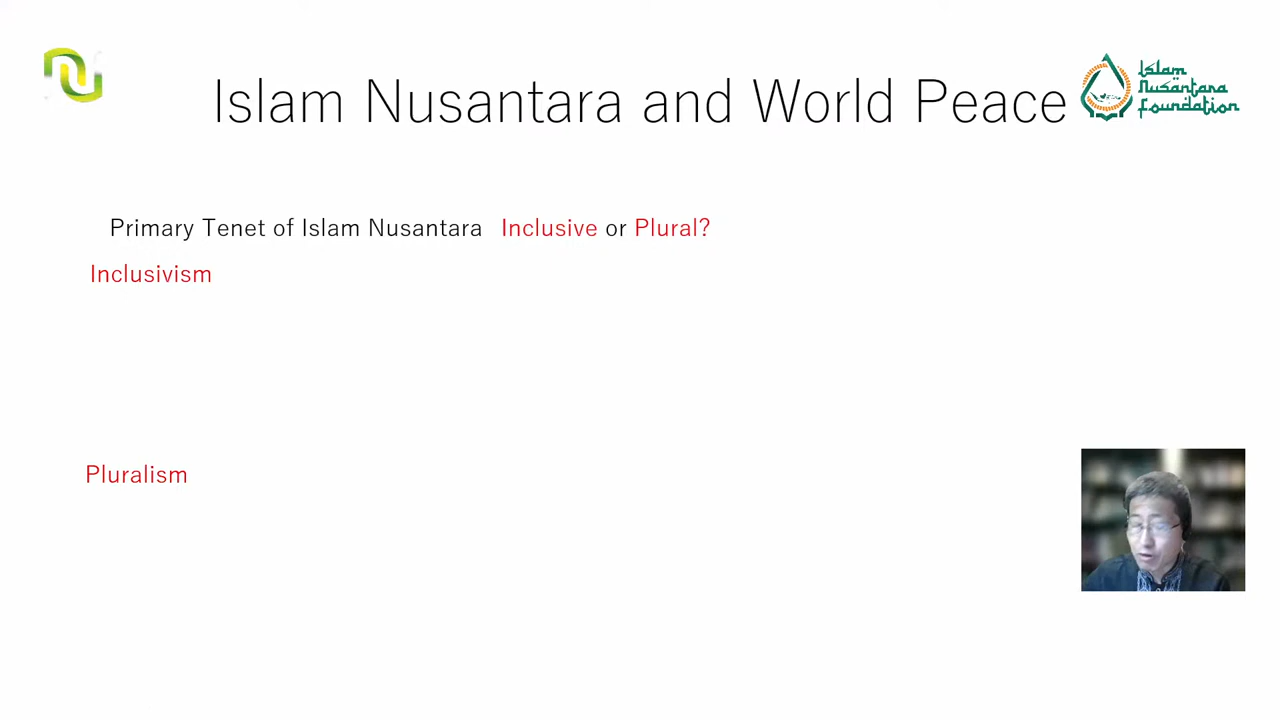 Islam Nusantara and World Peace
Islam
Nusantara
foundation
Primary Tenet of Islam Nusantara Inclusive or Plural?
Inclusivism
Pluralism